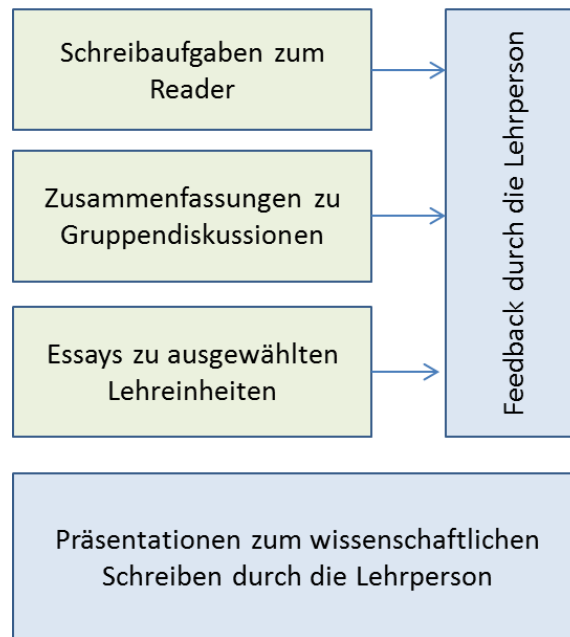 Schreibaufgaben zum
Reader
Zusammenfassungen zu
Gruppendiskussionen
Essays zu ausgewählten
Lehreinheiten
Feedback durch die Lehrperson
Präsentationen zum wissenschaftlichen
Schreiben durch die Lehrperson